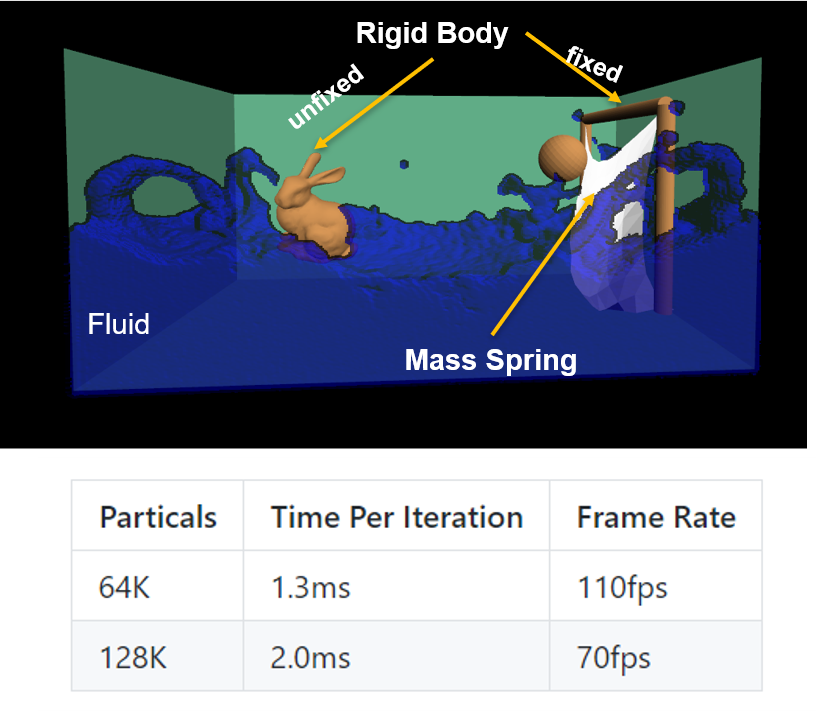 Rigid Body
unfixed
fixed
Fluid
Mass Spring
Particals Time Per Iteration Frame Rate
64K 1.3ms 110fps
128K 2.0ms 70fps